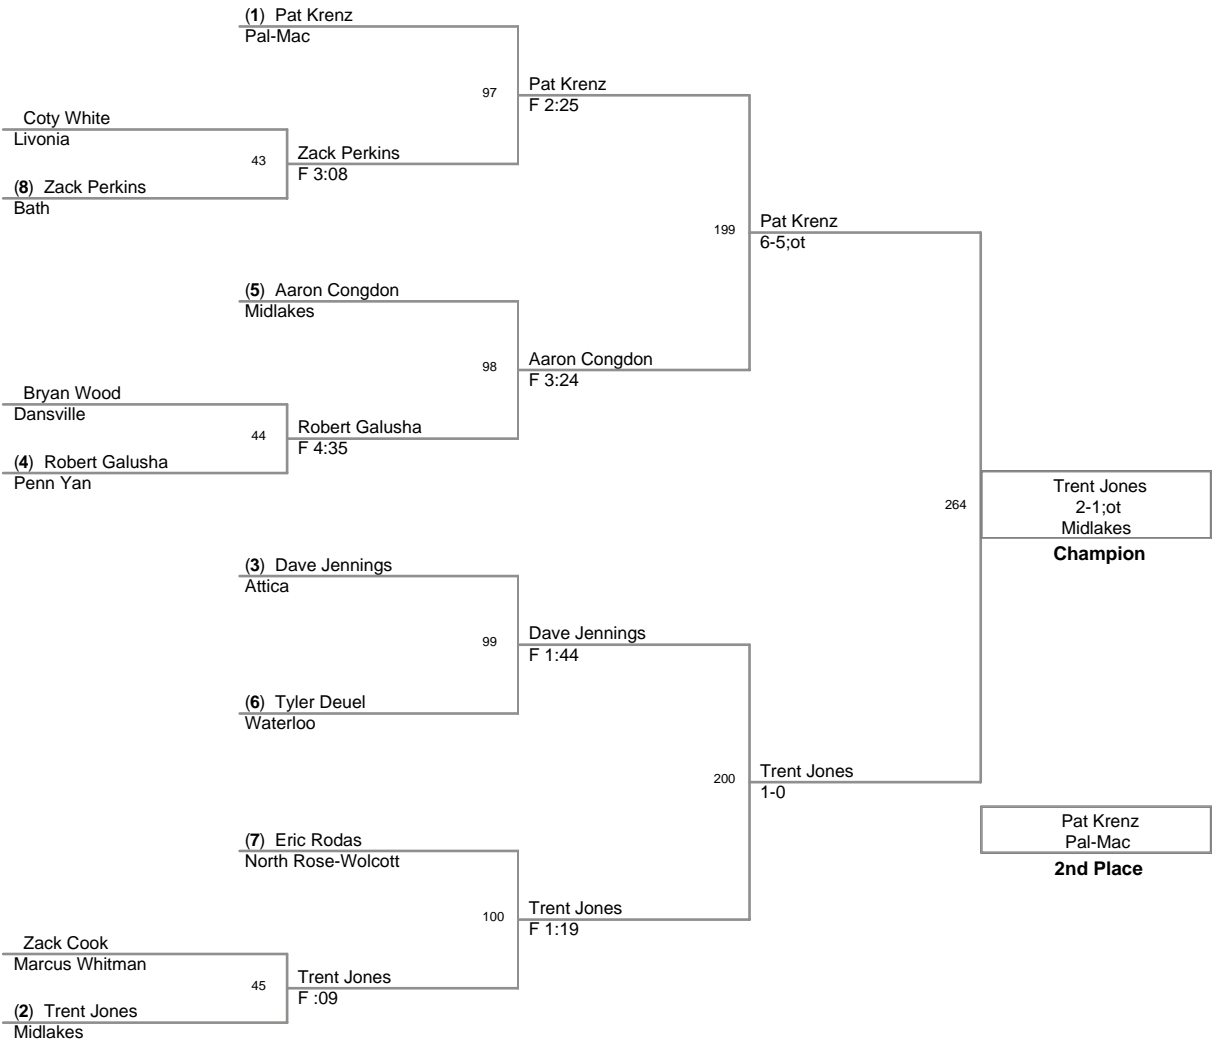 (1) Pat Krenz
Pal-Mac
97
Pat Krenz
F 2:25
Coty White
Livonia
43
Zack Perkins
F 3:08
(8) Zack Perkins
Bath
199
Pat Krenz
6-5;ot
(5) Aaron Congdon
Midlakes
98
Aaron Congdon
F 3:24
Bryan Wood
Dansville
44
Robert Galusha
F 4:35
(4) Robert Galusha
Penn Yan
264
Trent Jones
2-1;ot
Midlakes
Champion
(3) Dave Jennings
Attica
99
Dave Jennings
F 1:44
(6) Tyler Deuel
Waterloo
200
Trent Jones
1-0
Pat Krenz
Pal-Mac
2nd Place
(7) Eric Rodas
North Rose-Wolcott
100
Trent Jones
F 1:19
Zack Cook
Marcus Whitman
45
Trent Jones
F :09
(2) Trent Jones
Midlakes